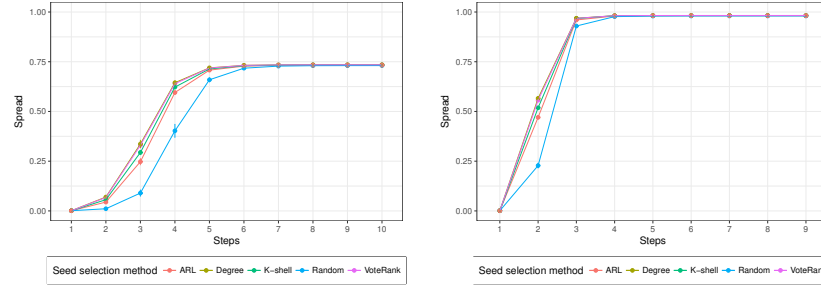 1.00
0.75
0.50
0.25
0.00
Spread
1 2 3 4 5 6 7 8 9 10
Steps
Seed selection method ARL Degree K−shell Random VoteRank
1.00
0.75
0.50
0.25
0.00
Spread
1 2 3 4 5 6 7 8 9
Steps
Seed selection method ARL Degree K−shell Random VoteRan